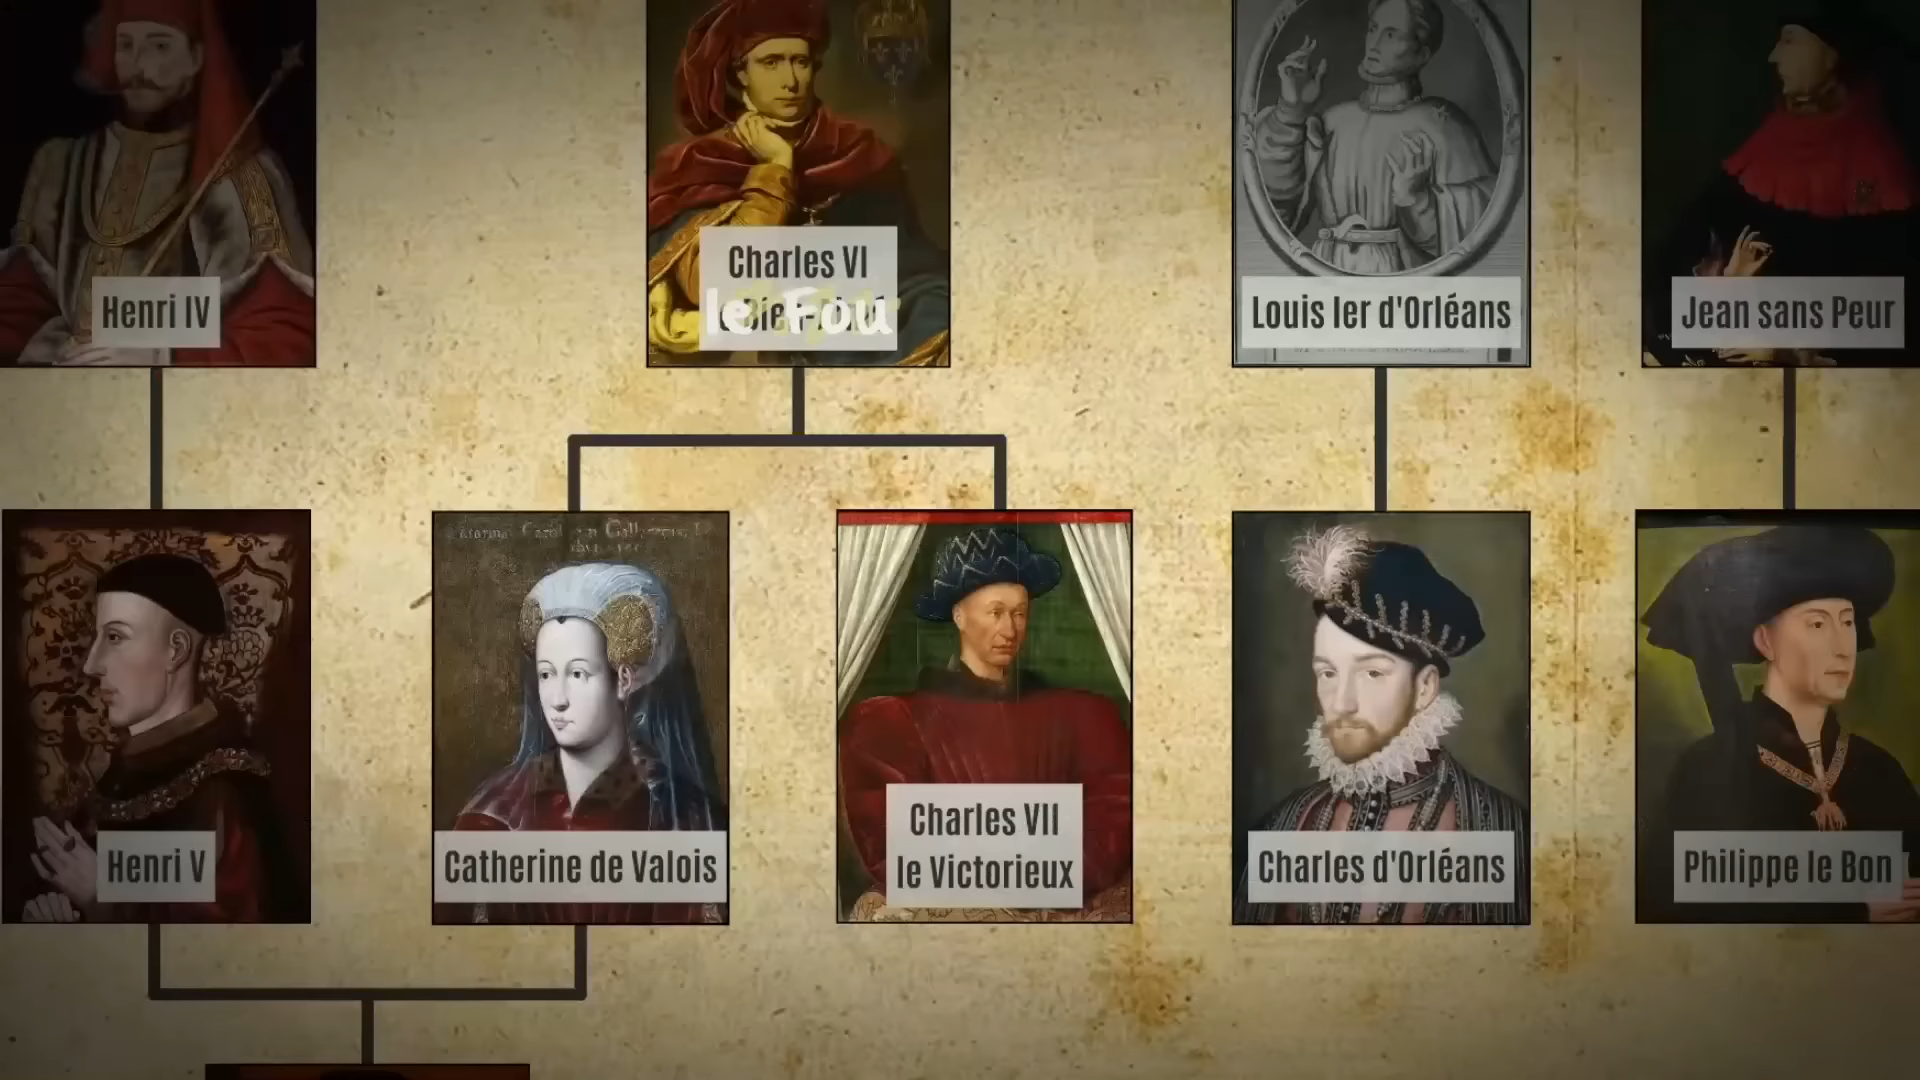 Henri IV
Charles VI
le Fou
Louis Ier d'Orléans
Jean sans Peur
Henri V
Catherine de Valois
Charles VII
le Victorieux
Charles d'Orléans
Philippe le Bon